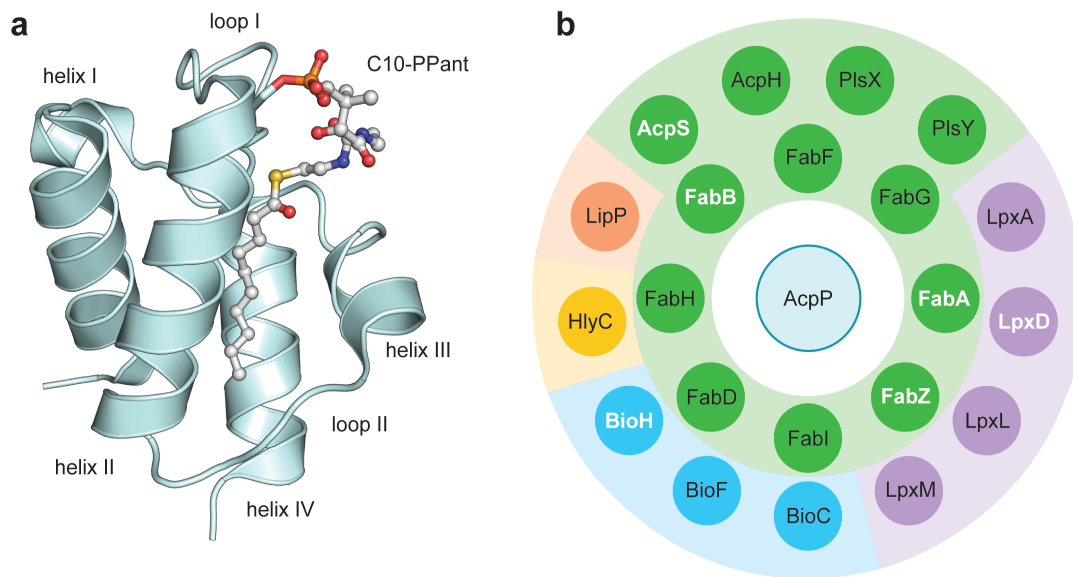 a
loop I
helix I
C10-PPant
helix III
loop II
helix II
helix IV
b
AcpH
PlsX
AcpS
PlsY
FabF
FabB
FabG
LipP
LpxA
FabH
AcpP
FabA
HlyC
LpxD
FabD
FabZ
BioH
FabI
LpxL
BioF
LpxM
BioC